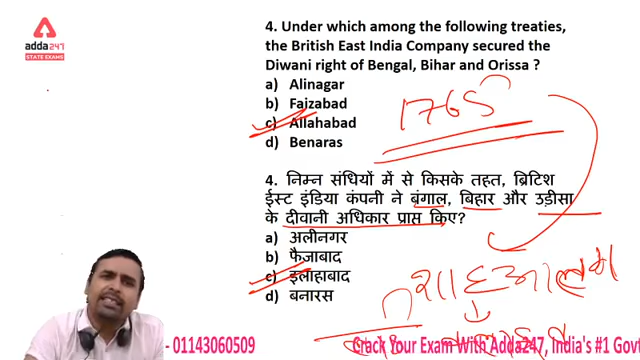 adda247
STATE EXAMS
4. Under which among the following treaties,
the British East India Company secured the
Diwani right of Bengal, Bihar and Orissa ?
a) Alinagar
b) Faizabad
c) Allahabad
d) Benaras
1765
4. निम्न संधियों में से किसके तहत, ब्रिटिश
ईस्ट इंडिया कंपनी ने बंगाल, बिहार और उड़ीसा
के दीवानी अधिकार प्राप्त किए?
a) अलीनगर
b) फैजाबाद
c) इलाहाबाद
d) बनारस
शाह आलम
- 01143060509
Crack Your Exam with Adda247, India's #1 Govt